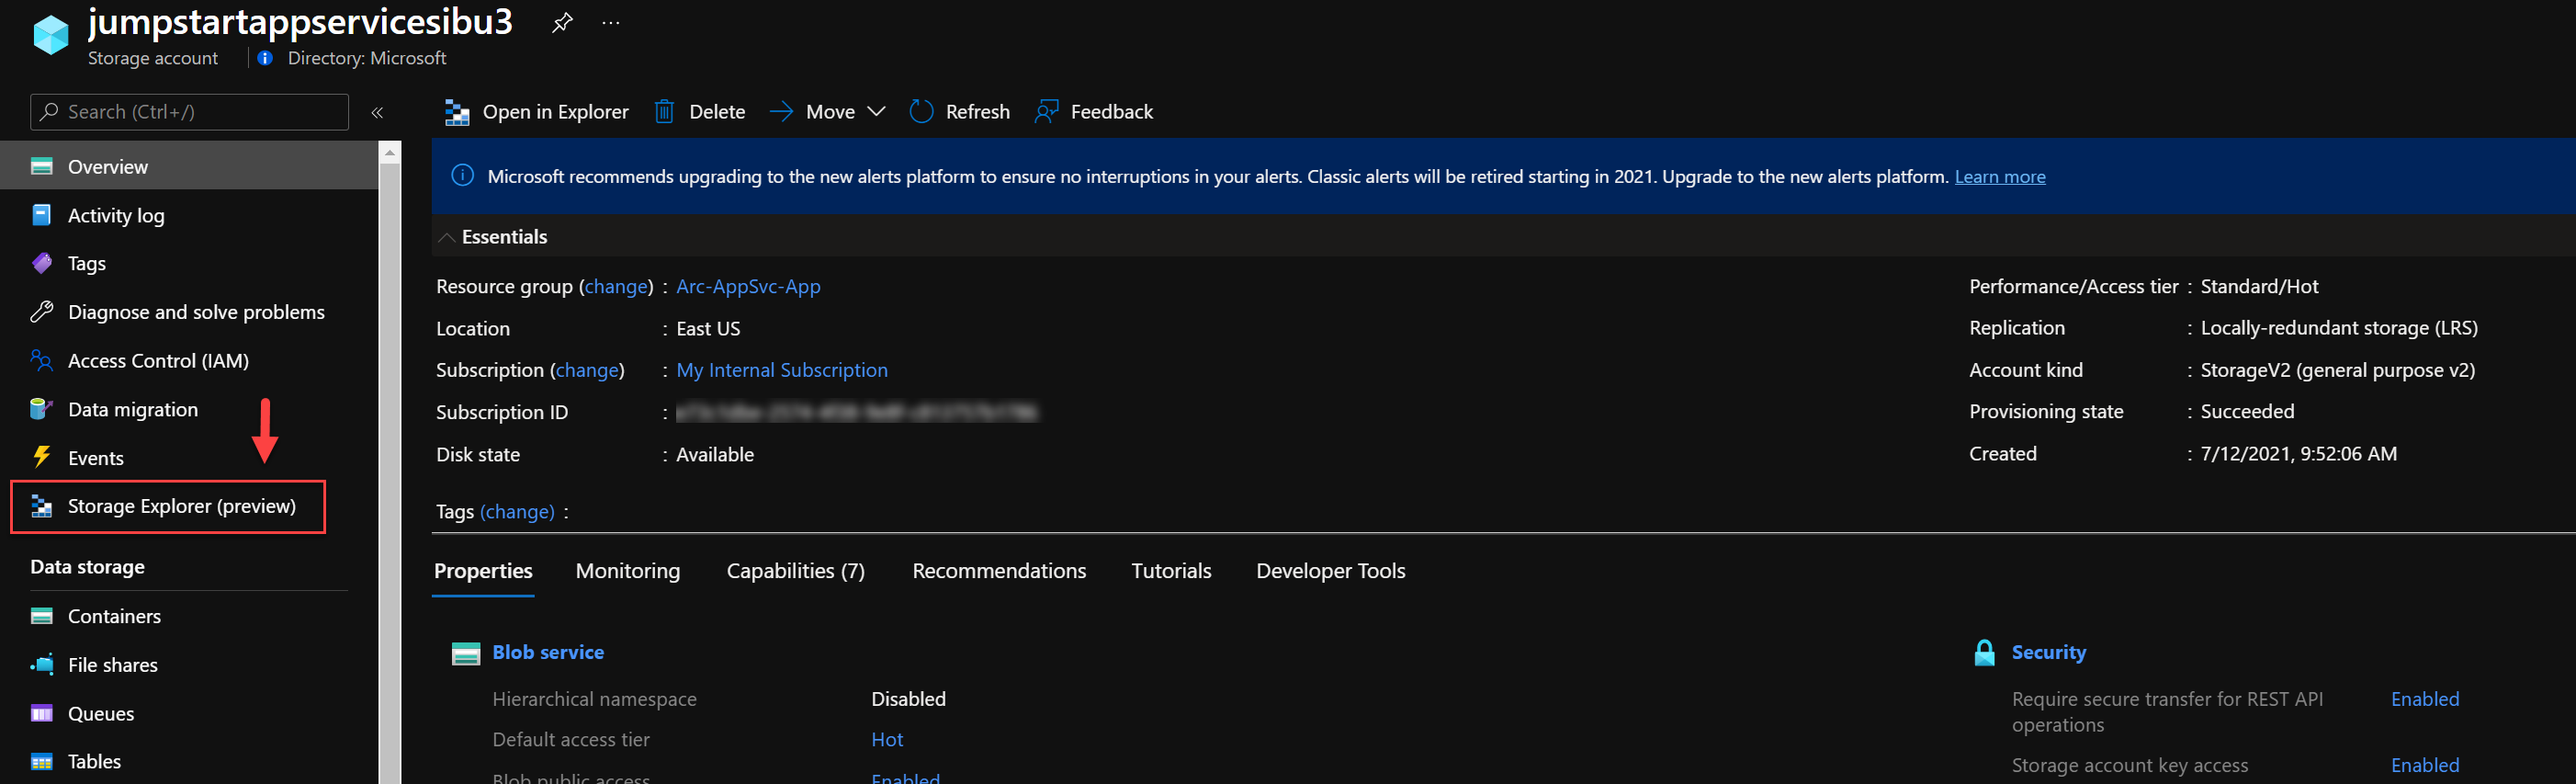 jumpstartappservicesibu3
Storage account
Directory: Microsoft
Search (Ctrl+/)
«
Open in Explorer
Delete
Move
Refresh
Feedback
Overview
Activity log
Tags
Diagnose and solve problems
Access Control (IAM)
Data migration
Events
Storage Explorer (preview)
Data storage
Containers
File shares
Queues
Tables
Microsoft recommends upgrading to the new alerts platform to ensure no interruptions in your alerts. Classic alerts will be retired starting in 2021. Upgrade to the new alerts platform. Learn more
Essentials
Resource group (change) : Arc-AppSvc-App
Location : East US
Subscription (change) : My Internal Subscription
Subscription ID :
Disk state : Available
Performance/Access tier : Standard/Hot
Replication : Locally-redundant storage (LRS)
Account kind : StorageV2 (general purpose v2)
Provisioning state : Succeeded
Created : 7/12/2021, 9:52:06 AM
Tags (change) :
Properties
Monitoring
Capabilities (7)
Recommendations
Tutorials
Developer Tools
Blob service
Hierarchical namespace Disabled
Default access tier Hot
Blob public access Enabled
Security
Require secure transfer for REST API Enabled
operations
Storage account key access Enabled